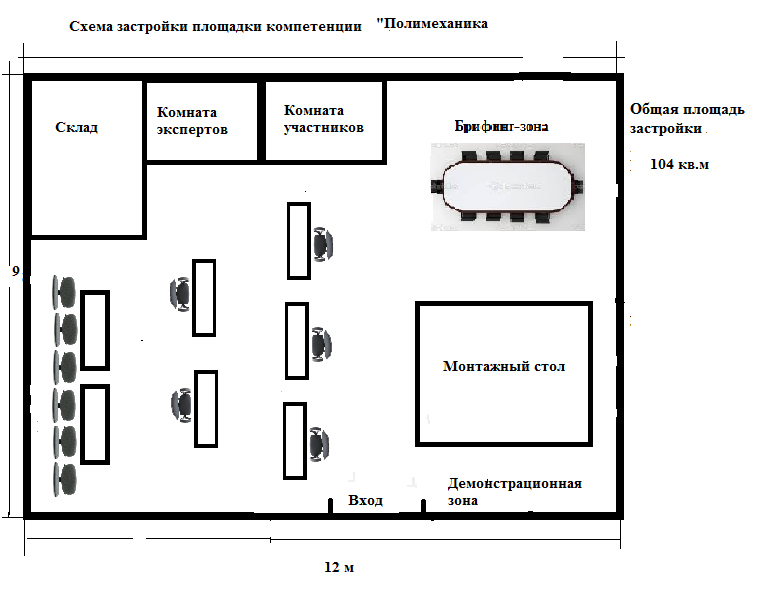 Схема застройки площадки компетенции "Полимеханика
Склад
Комната
экспертов
Комната
участников
Брифинг-зона
Общая площадь
застройки
104 кв.м
9
Монтажный стол
Демонстрационная
зона
Вход
12 м